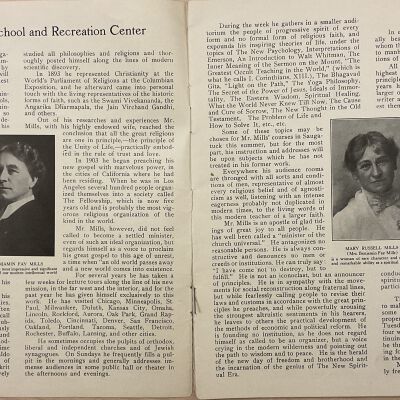 School and Recreation Center
studied all philosophies and religions and thor-
oughly posted himself along the lines of modern
scientific discovery.
In 1893 he represented Christianity at the
World's Parliament of Religions at the Columbian
Exposition, and he afterward came into personal
touch with the living representatives of the historic
forms of faith, such as the Swami Vivekananda, the
Angarika Dharmapala, the Jain Virchand Gandhi,
and others.
Out of his researches and experiences Mr.
Mills, with his highly endowed wife, reached the
conclusion that all the great religions
are one in principle,—the principle of
the Unity of Life,—practically embod-
ied in the rule of trust and love.
In 1903 he began preaching his
new gospel with marvelous power, in
the cities of California where he had
been residing. When he was in Los
Angeles several hundred people organ-
ized themselves into a society called
The Fellowship, which is now five
years old and is probably the most vig-
orous religious organization of the kind
in the world.
Mr. Mills, however, did not feel
called to become a settled minister,
even of such an ideal organization, but
regards himself as a voice to proclaim
his great gospel to this age of unrest,
a time when "an old world passes away
and a new world comes into existence.
For several years he has taken a
few weeks for lecture tours along the line of his new
mission, in the far west and the interior, and for the
past year he has given himself exclusively to this
work. He has visited Chicago, Minneapolis, St.
Paul, Milwaukee, Duluth, Kansas City, Omaha,
Lincoln, Rockford, Aurora, Oak Park, Grand Rap-
ids, Toledo, Cincinnati, Denver, San Francisco,
Oakland, Portland, Tacoma, Seattle, Detroit,
Rochester, Buffalo, Lansing, and other cities.
He sometimes occupies the pulpits of orthodox,
liberal and independent churches and of Jewish
synagogues. On Sundays he frequently fills a pul-
pit in the mornings and generally addresses im-
mense audiences in some public hall or theater in
the afternoons and evenings.
BENJAMIN FAY MILLS
During the week he gathers in a smaller audi-
torium the people of progressive spirit of every
form and no formal form of religious faith, and
expounds his inspiring theories of life, under the
topics of The New Psychology, Interpretations of
Emerson, An Introduction to Walt Whitman, The
Inner Meaning of the Sermon on the Mount, "The
Greatest Occult Teaching in the World," (which is
what he calls I Corinthians, XIII.), The Bhagavad
Gita, "Light on the Path," The Yoga Philosophy,
The Secret of the Power of Jesus, Ideals of Immor-
tality, The Eternal Wisdom, Spiritual Healing,
What the World Never Knew Till Now, The Cause
and Cure of Sorrow, The New Thought in the Old
Testament, The Problem of Life and
How to Solve It, etc., etc.
Some of these topics may be
chosen for Mr. Mills' courses in Sauga-
tuck this summer, but for the most
part, his instruction and addresses will
be upon subjects which he has not
treated in his former work.
Everywhere his audience rooms
are thronged with all sorts and condi-
tions of men, representative of almost
every religious belief and of agnosti-
cism as well, listening with an intense
eagerness probably not duplicated in
modern times, to the living words of
this modern teacher of a larger faith.
Mr. Mills is an apostle of glad tid-
ings of great joy to all people. He
has well been called a "minister of the
church universal." He antagonizes no
reasonable persons. He is always con-
structive and denounces no men or
creeds or institutions. He can truly say
"I have come not to destroy, but to
fulfill." He is not an iconoclast, but an announcer
of principles. He is in sympathy with the move-
ments for social reconstruction along fraternal lines,
but while fearlessly calling people to test existing
laws and customs in accordance with the great prin-
ciples he preaches, and while powerfully arousing
the strongest altruistic sentiments in his hearers,
he leaves to others the practical development of
the methods of economic and political reform. He
is founding no institution, as he does not regard
himself as called to be an organizer, but a voice
crying in the modern wilderness and pointing out
the path to wisdom and to peace. He is the herald
of the new day of freedom and brotherhood and
the incarnation of the genius of The New Spirit-
ual Era.
MARY RUSSELL MILLS
(Mrs. Benjamin Fay Mills)